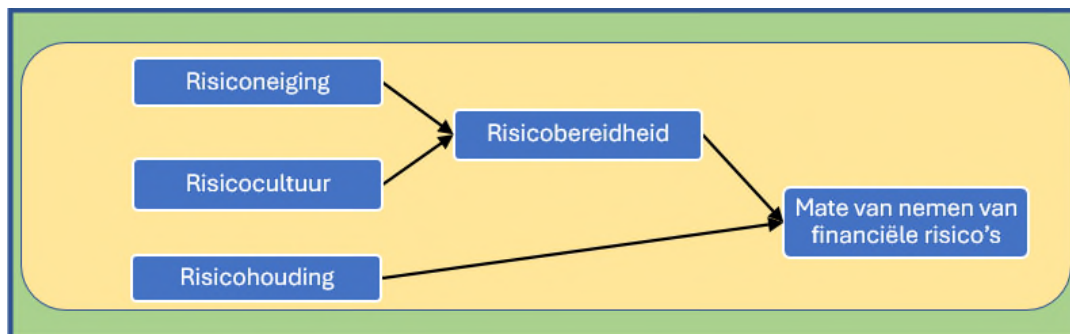 Risiconeiging
Risicobereidheid
Risicocultuur
Mate van nemen van
financiële risico's
Risicohouding